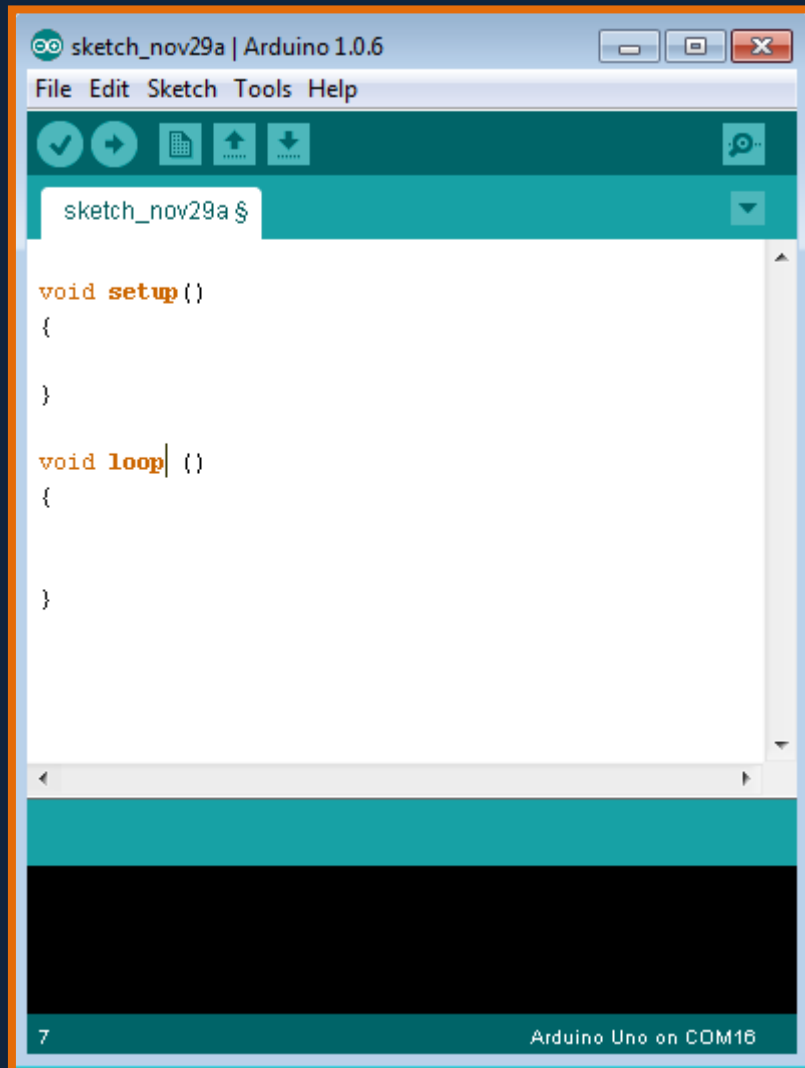 sketch_nov29a | Arduino 1.0.6
File Edit Sketch Tools Help
sketch_nov29a §
void setup()
{
}
void loop ()
{
}
7 Arduino Uno on COM16